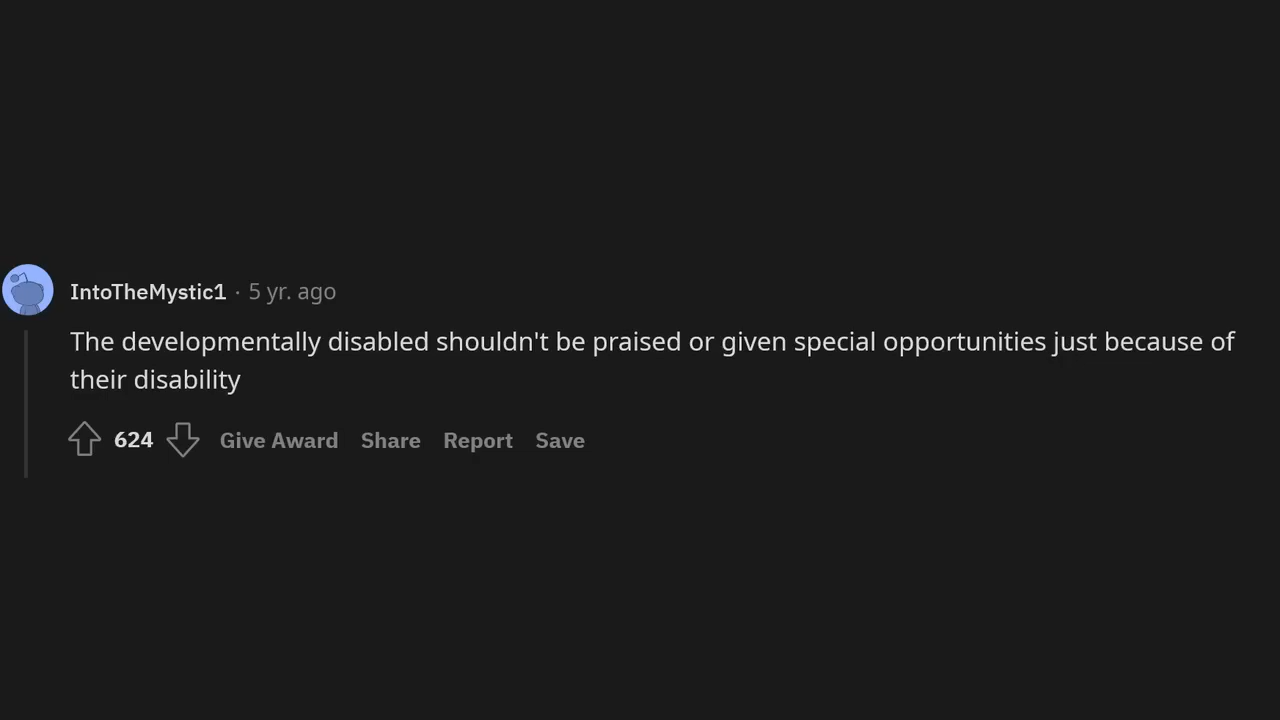 IntoTheMystic1 · 5 yr. ago
The developmentally disabled shouldn't be praised or given special opportunities just because of
their disability
624 Give Award Share Report Save